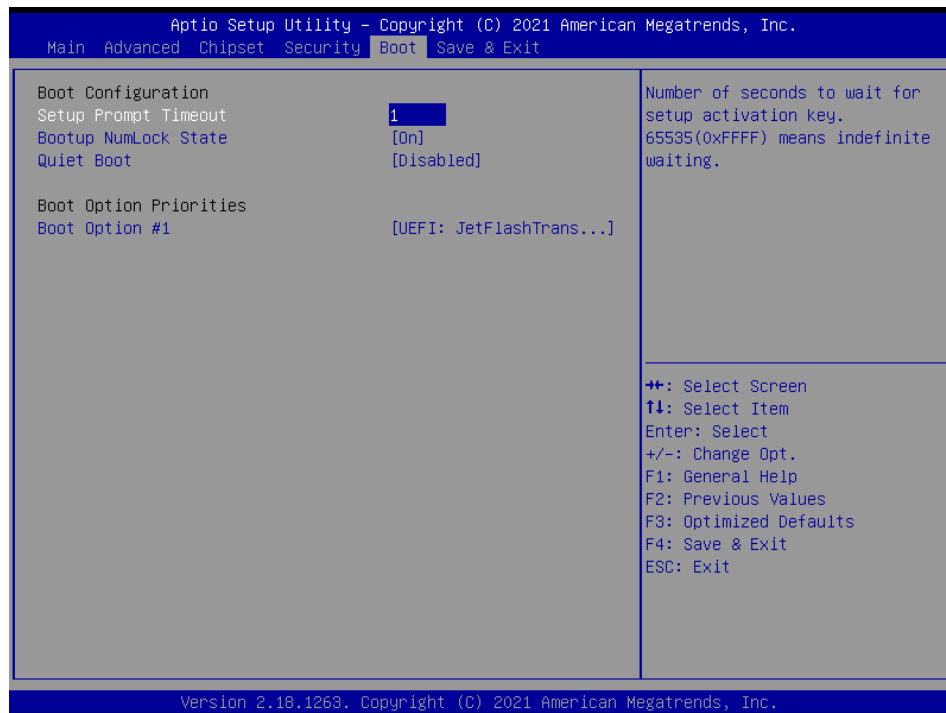 Aptio Setup Utility – Copyright (C) 2021 American Megatrends, Inc.
Main Advanced Chipset Security Boot Save & Exit
Boot Configuration
Setup Prompt Timeout 1
Bootup NumLock State [On]
Quiet Boot [Disabled]
Boot Option Priorities
Boot Option #1 [UEFI: JetFlashTrans...]
Number of seconds to wait for
setup activation key.
65535(0xFFFF) means indefinite
waiting.
→←: Select Screen
↑↓: Select Item
Enter: Select
+/-: Change Opt.
F1: General Help
F2: Previous Values
F3: Optimized Defaults
F4: Save & Exit
ESC: Exit
Version 2.18.1263. Copyright (C) 2021 American Megatrends, Inc.